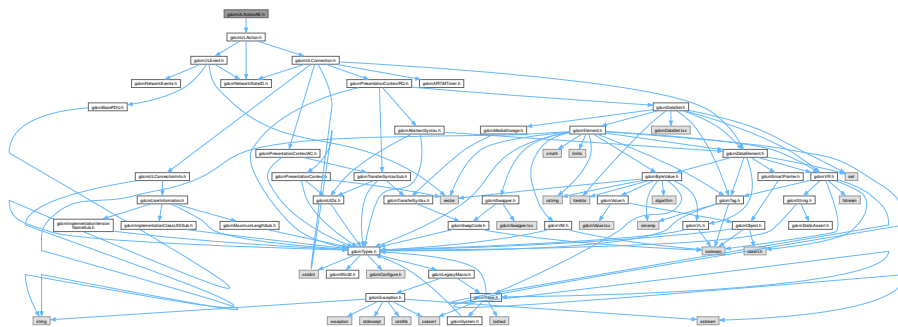 gdcmULActionAE.h
gdcmULAction.h
gdcmULEvent.h
gdcmULConnection.h
gdcmNetworkEvents.h
gdcmNetworkStateID.h
gdcmPresentationContextRQ.h
gdcmARTIMTimer.h
gdcmBasePDU.h
gdcmDataSet.h
gdcmAbstractSyntax.h
gdcmMediaStorage.h
gdcmElement.h
gdcmDataSet.txx
gdcmPresentationContextAC.h
cmath
limits
gdcmDataElement.h
gdcmULConnectionInfo.h
gdcmPresentationContext.h
gdcmTransferSyntaxSub.h
gdcmByteValue.h
gdcmSmartPointer.h
gdcmVR.h
set
gdcmUserInformation.h
gdcmUIDs.h
gdcmTransferSyntax.h
vector
gdcmSwapper.h
cstring
iterator
gdcmValue.h
algorithm
gdcmTag.h
gdcmString.h
fstream
gdcmImplementationVersion
NameSub.h
gdcmImplementationClassUIDSub.h
gdcmMaximumLengthSub.h
gdcmSwapCode.h
gdcmSwapper.txx
gdcmVM.h
gdcmValue.txx
iomanip
gdcmVL.h
gdcmObject.h
gdcmStaticAssert.h
gdcmTypes.h
iostream
assert.h
cstdint
gdcmWin32.h
gdcmConfigure.h
gdcmLegacyMacro.h
gdcmException.h
gdcmTrace.h
string
exception
stdexcept
cstdlib
cassert
gdcmSystem.h
iosfwd
sstream